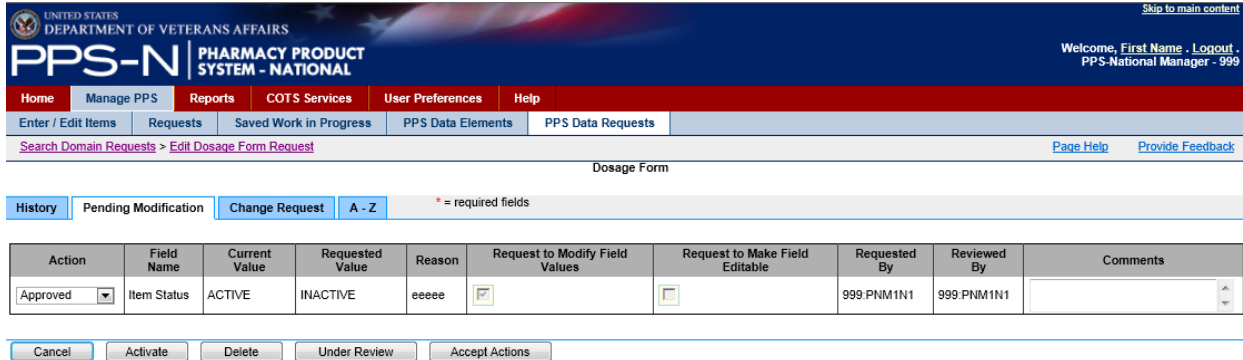 UNITED STATES
DEPARTMENT OF VETERANS AFFAIRS
PPS-N
PHARMACY PRODUCT
SYSTEM - NATIONAL
Skip to main content
Welcome, First Name . Logout .
PPS-National Manager - 999
Home Manage PPS Reports COTS Services User Preferences Help
Enter / Edit Items Requests Saved Work in Progress PPS Data Elements PPS Data Requests
Search Domain Requests > Edit Dosage Form Request Page Help Provide Feedback
Dosage Form
History Pending Modification Change Request A - Z * = required fields
Action Field Name Current Value Requested Value Reason Request to Modify Field Values Request to Make Field Editable Requested By Reviewed By Comments
Approved Item Status ACTIVE INACTIVE eeeee 999:PNM1N1 999:PNM1N1
Cancel Activate Delete Under Review Accept Actions